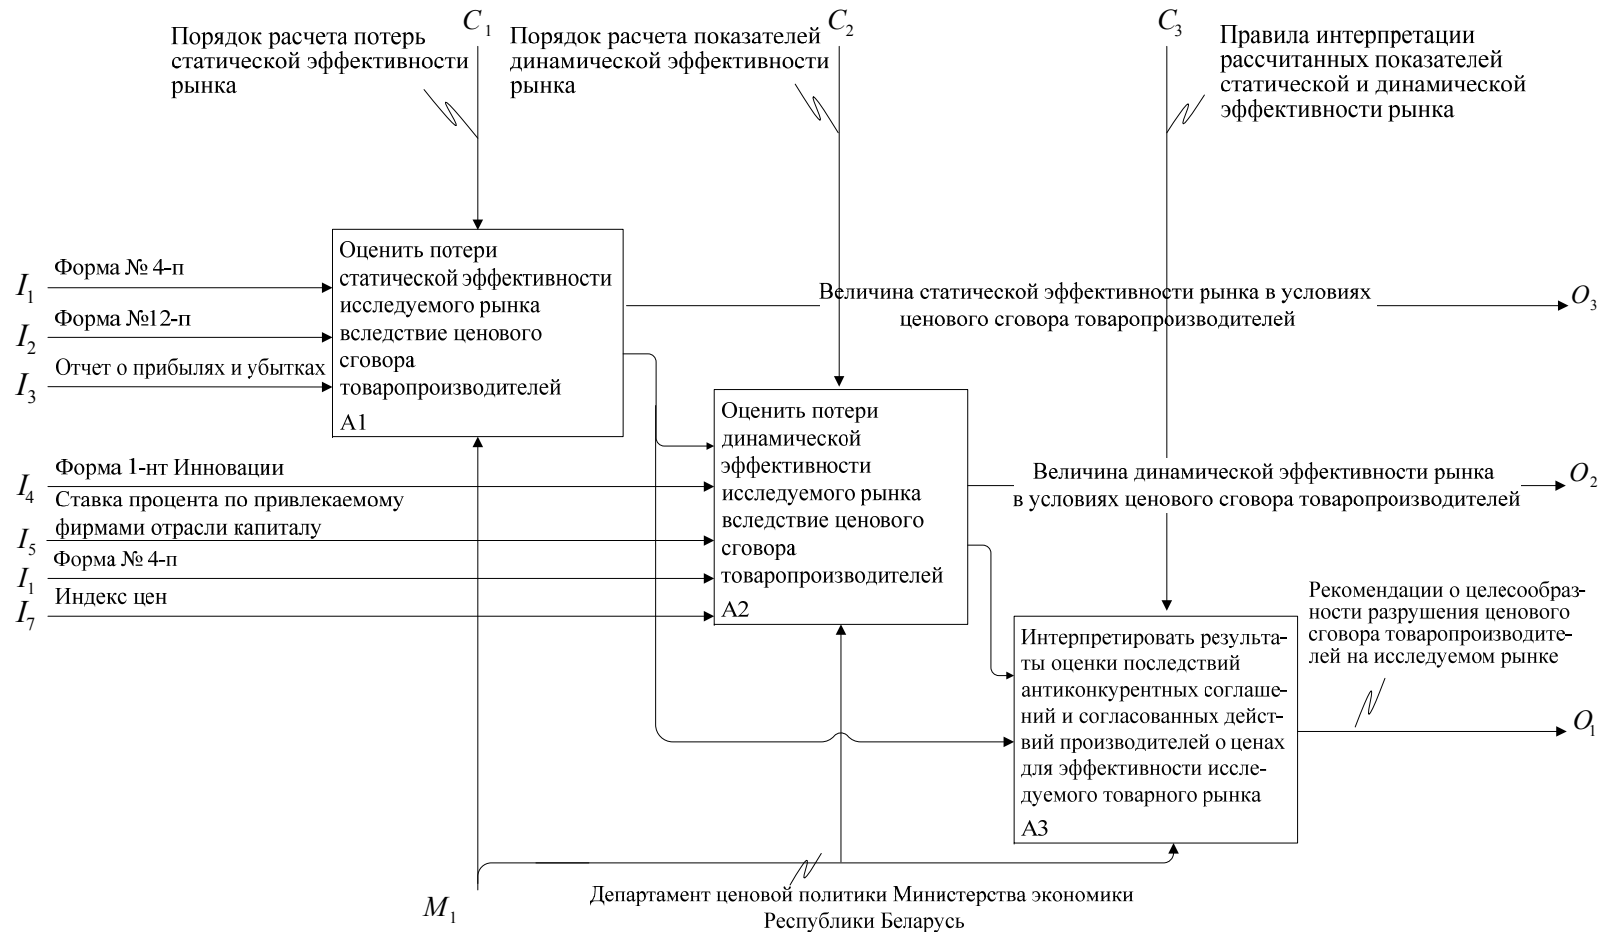 C1
Порядок расчета потерь
статической эффективности
рынка
C2
Порядок расчета показателей
динамической эффективности
рынка
C3
Правила интерпретации
рассчитанных показателей
статической и динамической
эффективности рынка
I1
Форма № 4-п
I2
Форма №12-п
I3
Отчет о прибылях и убытках
Оценить потери
статической эффективности
исследуемого рынка
вследствие ценового
сговора
товаропроизводителей
А1
Величина статической эффективности рынка в условиях
ценового сговора товаропроизводителей
O3
I4
Форма 1-нт Инновации
I5
Ставка процента по привлекаемому
фирмами отрасли капиталу
I1
Форма № 4-п
I7
Индекс цен
Оценить потери
динамической
эффективности
исследуемого рынка
вследствие ценового
сговора
товаропроизводителей
А2
Величина динамической эффективности рынка
в условиях ценового сговора товаропроизводителей
O2
Интерпретировать результа-
ты оценки последствий
антиконкурентных соглаше-
ний и согласованных дейст-
вий производителей о ценах
для эффективности иссле-
дуемого товарного рынка
А3
Рекомендации о целесообраз-
ности разрушения ценового
сговора товаропроизводите-
лей на исследуемом рынке
O1
M1
Департамент ценовой политики Министерства экономики
Республики Беларусь